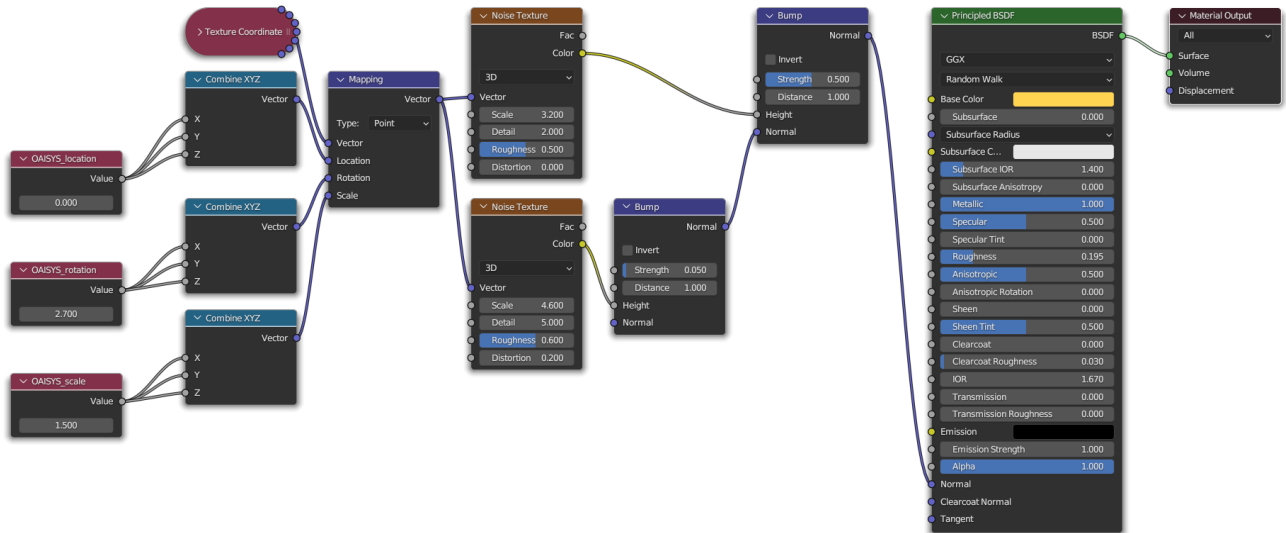 Texture Coordinate
Combine XYZ
Vector
X
Y
Z
OAISYS_location
Value
0.000
Combine XYZ
Vector
X
Y
Z
OAISYS_rotation
Value
2.700
Combine XYZ
Vector
X
Y
Z
OAISYS_scale
Value
1.500
Mapping
Vector
Type: Point
Vector
Location
Rotation
Scale
Noise Texture
Fac
Color
3D
Vector
Scale 3.200
Detail 2.000
Roughness 0.500
Distortion 0.000
Noise Texture
Fac
Color
3D
Vector
Scale 4.600
Detail 5.000
Roughness 0.600
Distortion 0.200
Bump
Normal
Invert
Strength 0.050
Distance 1.000
Height
Normal
Bump
Normal
Invert
Strength 0.500
Distance 1.000
Height
Normal
Principled BSDF
BSDF
GGX
Random Walk
Base Color
Subsurface 0.000
Subsurface Radius
Subsurface C...
Subsurface IOR 1.400
Subsurface Anisotropy 0.000
Metallic 1.000
Specular 0.500
Specular Tint 0.000
Roughness 0.195
Anisotropic 0.500
Anisotropic Rotation 0.000
Sheen 0.000
Sheen Tint 0.500
Clearcoat 0.000
Clearcoat Roughness 0.030
IOR 1.670
Transmission 0.000
Transmission Roughness 0.000
Emission
Emission Strength 1.000
Alpha 1.000
Normal
Clearcoat Normal
Tangent
Material Output
All
Surface
Volume
Displacement